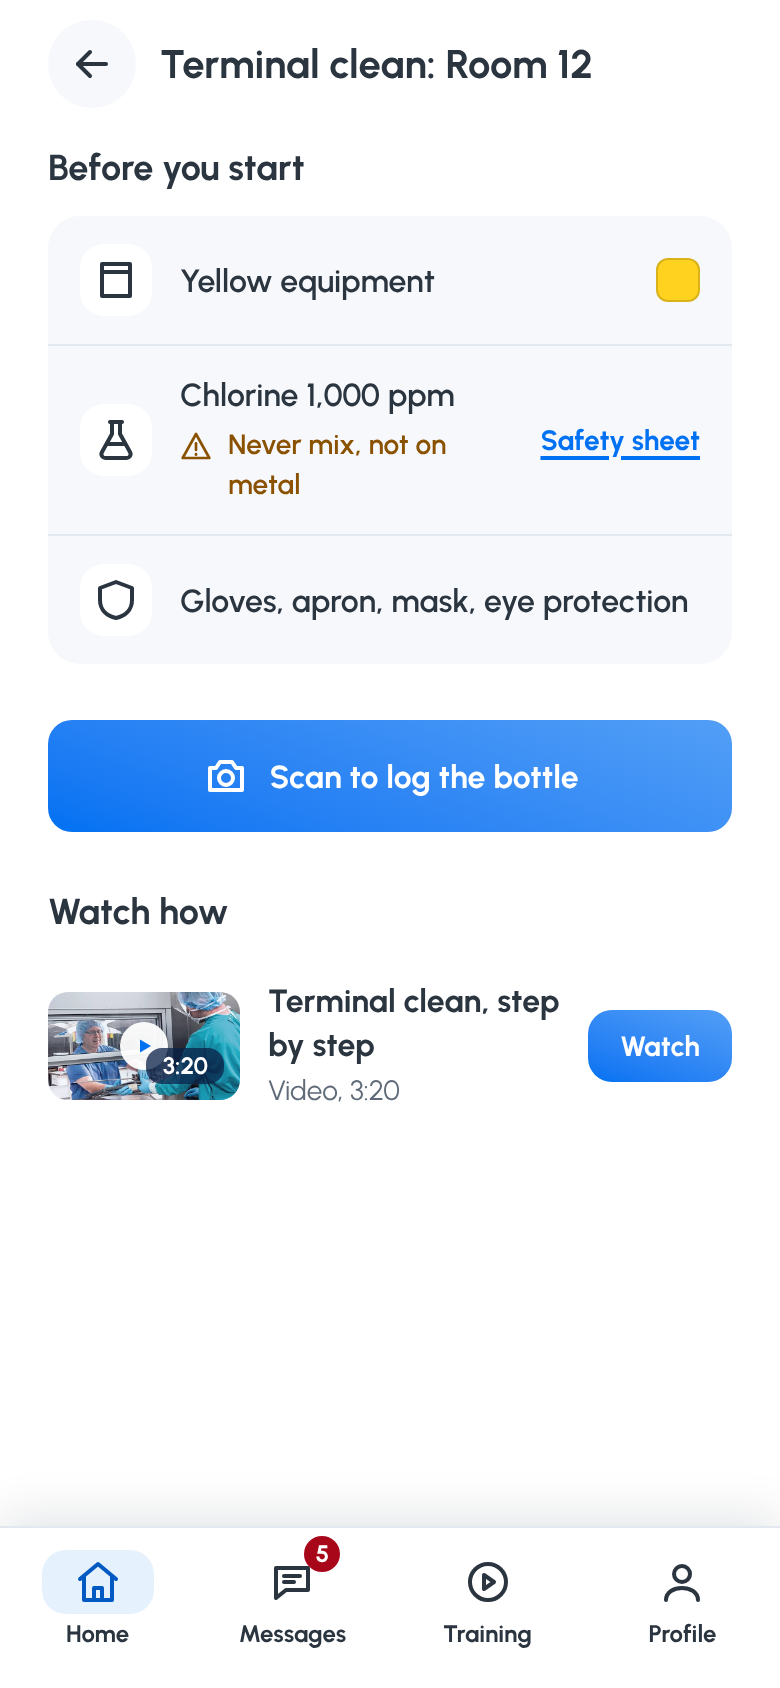 Terminal clean: Room 12
Before you start
Yellow equipment
Chlorine 1,000 ppm
Never mix, not on
metal
Safety sheet
Gloves, apron, mask, eye protection
Scan to log the bottle
Watch how
3:20
Terminal clean, step
by step
Video, 3:20
Watch
5
Home
Messages
Training
Profile